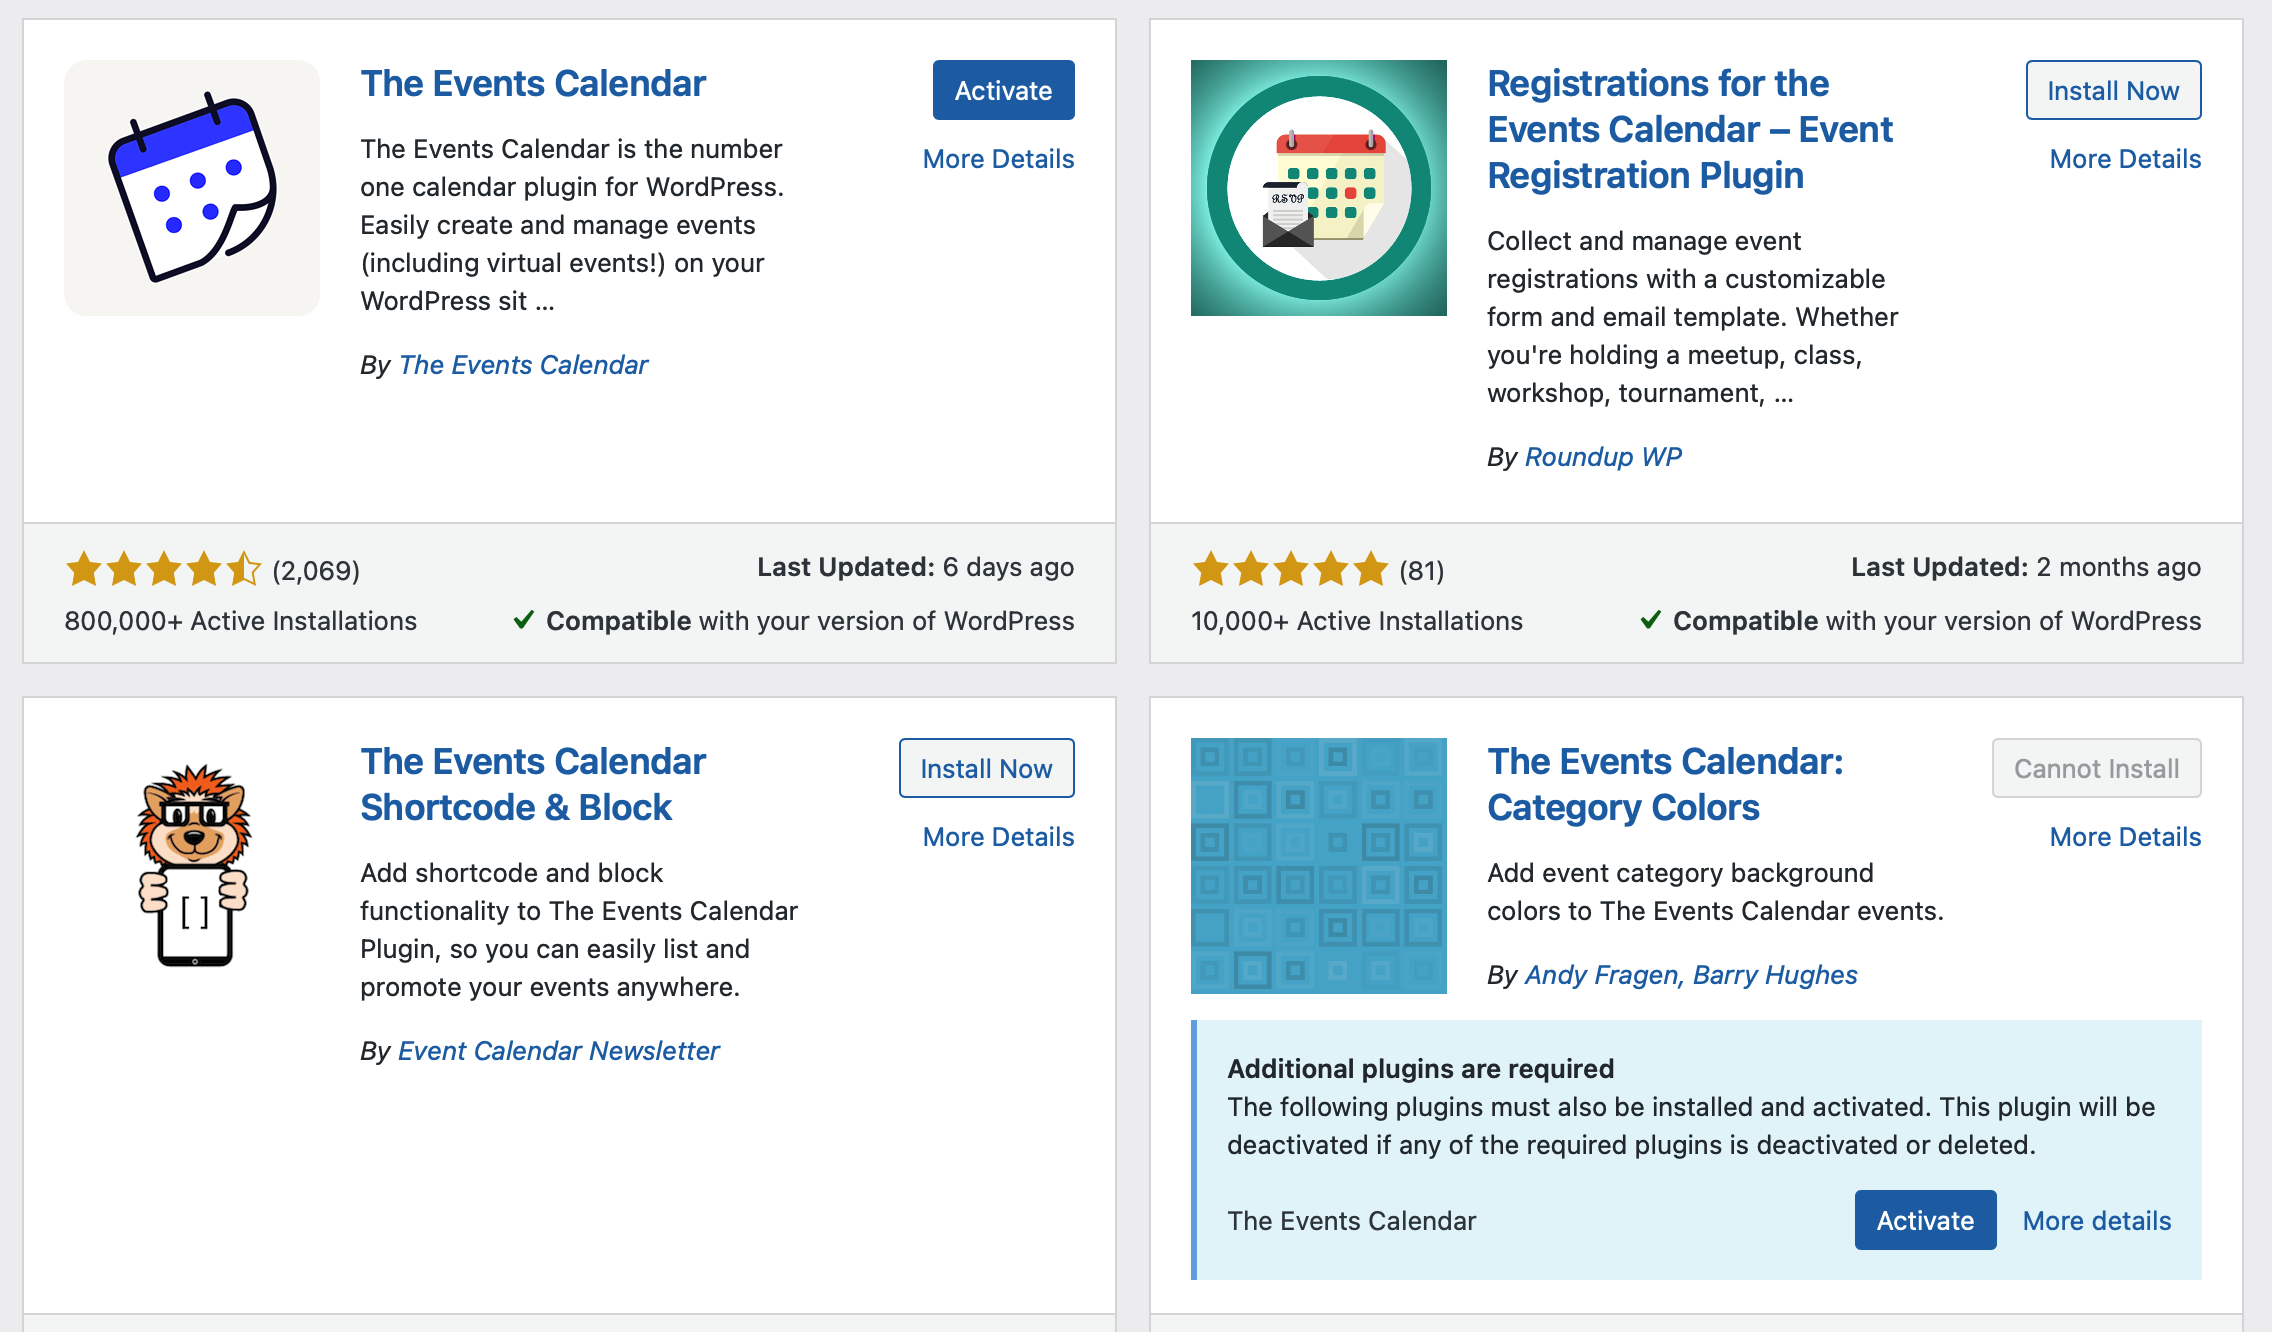 The Events Calendar
Activate
More Details
The Events Calendar is the number
one calendar plugin for WordPress.
Easily create and manage events
(including virtual events!) on your
WordPress sit ...
By The Events Calendar
(2,069)
Last Updated: 6 days ago
800,000+ Active Installations
Compatible with your version of WordPress
RSVP
Registrations for the
Events Calendar – Event
Registration Plugin
Install Now
More Details
Collect and manage event
registrations with a customizable
form and email template. Whether
you're holding a meetup, class,
workshop, tournament, ...
By Roundup WP
(81)
Last Updated: 2 months ago
10,000+ Active Installations
Compatible with your version of WordPress
[ ]
The Events Calendar
Shortcode & Block
Install Now
More Details
Add shortcode and block
functionality to The Events Calendar
Plugin, so you can easily list and
promote your events anywhere.
By Event Calendar Newsletter
The Events Calendar:
Category Colors
Cannot Install
More Details
Add event category background
colors to The Events Calendar events.
By Andy Fragen, Barry Hughes
Additional plugins are required
The following plugins must also be installed and activated. This plugin will be
deactivated if any of the required plugins is deactivated or deleted.
The Events Calendar
Activate
More details